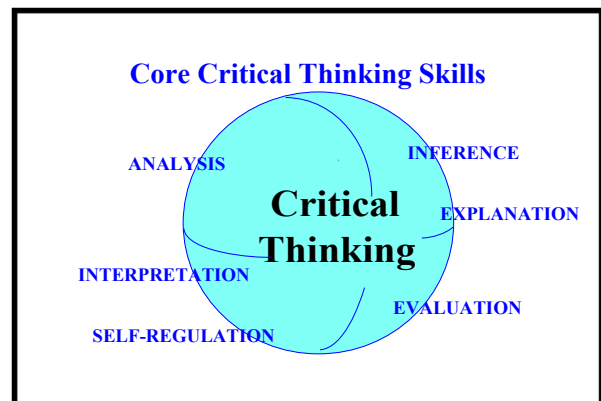 Core Critical Thinking Skills
ANALYSIS
INFERENCE
Critical
Thinking
EXPLANATION
INTERPRETATION
EVALUATION
SELF-REGULATION